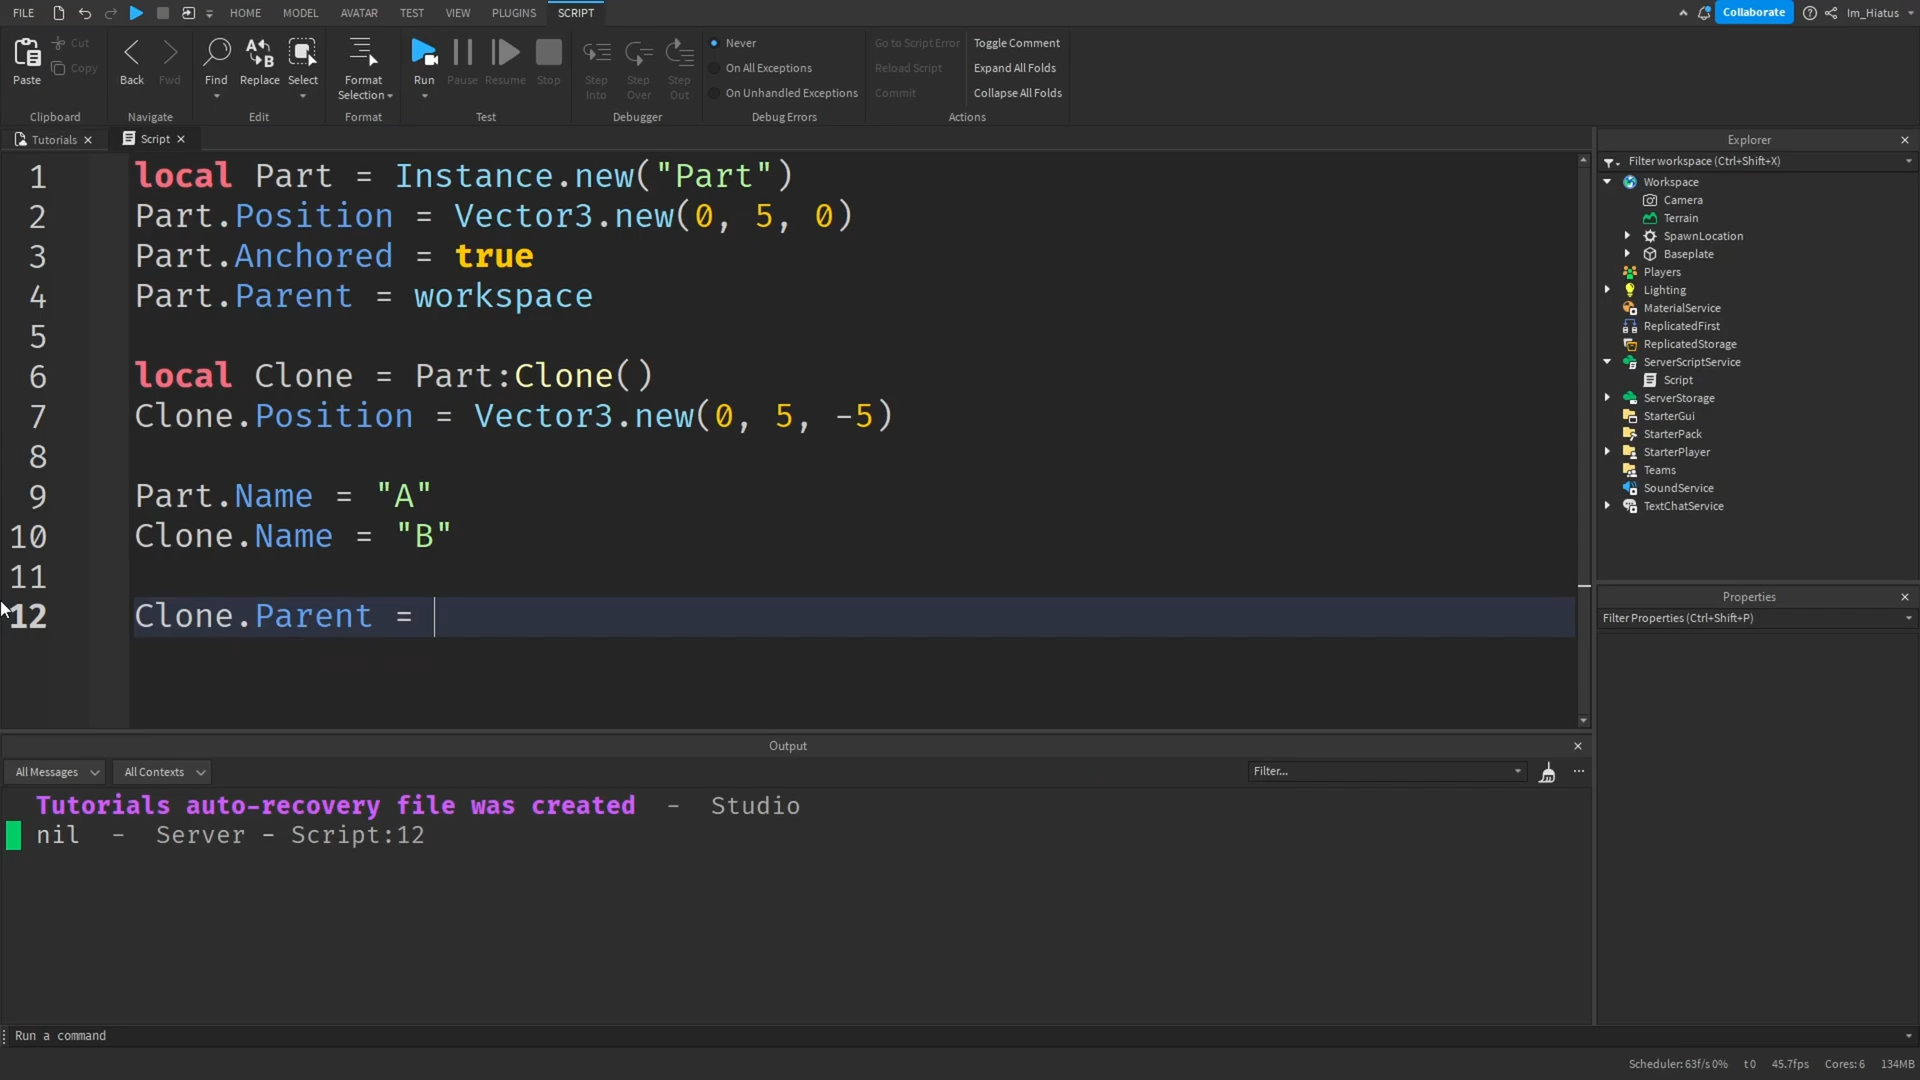 FILE HOME MODEL AVATAR TEST VIEW PLUGINS SCRIPT Collaborate Im_Hiatus
Paste Cut Copy
Back Fwd
Find Replace Select
Format Selection
Run Pause Resume Stop
Step Into Step Over Step Out
Never
On All Exceptions
On Unhandled Exceptions
Go to Script Error
Reload Script
Commit
Toggle Comment
Expand All Folds
Collapse All Folds
Clipboard Navigate Edit Format Test Debugger Debug Errors Actions
Tutorials Script
1 local Part = Instance.new("Part")
2 Part.Position = Vector3.new(0, 5, 0)
3 Part.Anchored = true
4 Part.Parent = workspace
5
6 local Clone = Part:Clone()
7 Clone.Position = Vector3.new(0, 5, -5)
8
9 Part.Name = "A"
10 Clone.Name = "B"
11
12 Clone.Parent =
Explorer
Filter workspace (Ctrl+Shift+X)
Workspace
Camera
Terrain
SpawnLocation
Baseplate
Players
Lighting
MaterialService
ReplicatedFirst
ReplicatedStorage
ServerScriptService
Script
ServerStorage
StarterGui
StarterPack
StarterPlayer
Teams
SoundService
TextChatService
Properties
Filter Properties (Ctrl+Shift+P)
Output
All Messages All Contexts Filter...
Tutorials auto-recovery file was created - Studio
nil - Server - Script:12
Run a command
Scheduler: 63f/s 0% t 0 45.7fps Cores: 6 134MB